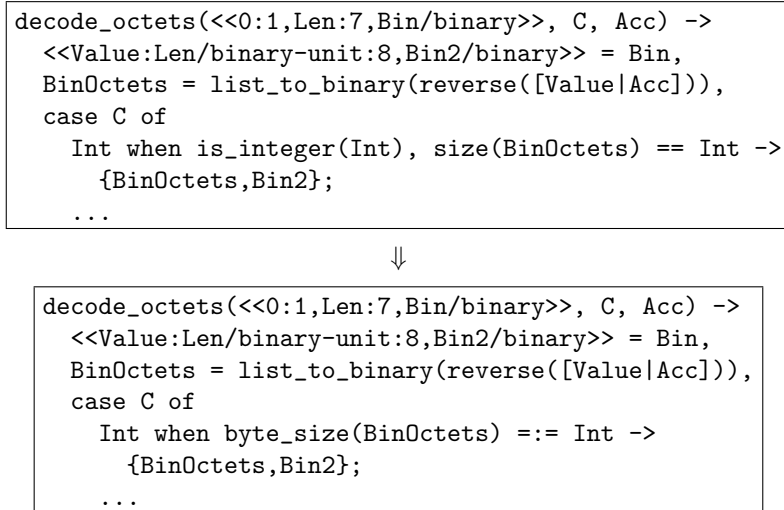 decode_octets(<<0:1,Len:7,Bin/binary>>, C, Acc) ->
  <<Value:Len/binary-unit:8,Bin2/binary>> = Bin,
  BinOctets = list_to_binary(reverse([Value|Acc])),
  case C of
    Int when is_integer(Int), size(BinOctets) == Int ->
      {BinOctets,Bin2};
    ...
⇓
decode_octets(<<0:1,Len:7,Bin/binary>>, C, Acc) ->
  <<Value:Len/binary-unit:8,Bin2/binary>> = Bin,
  BinOctets = list_to_binary(reverse([Value|Acc])),
  case C of
    Int when byte_size(BinOctets) =:= Int ->
      {BinOctets,Bin2};
    ...